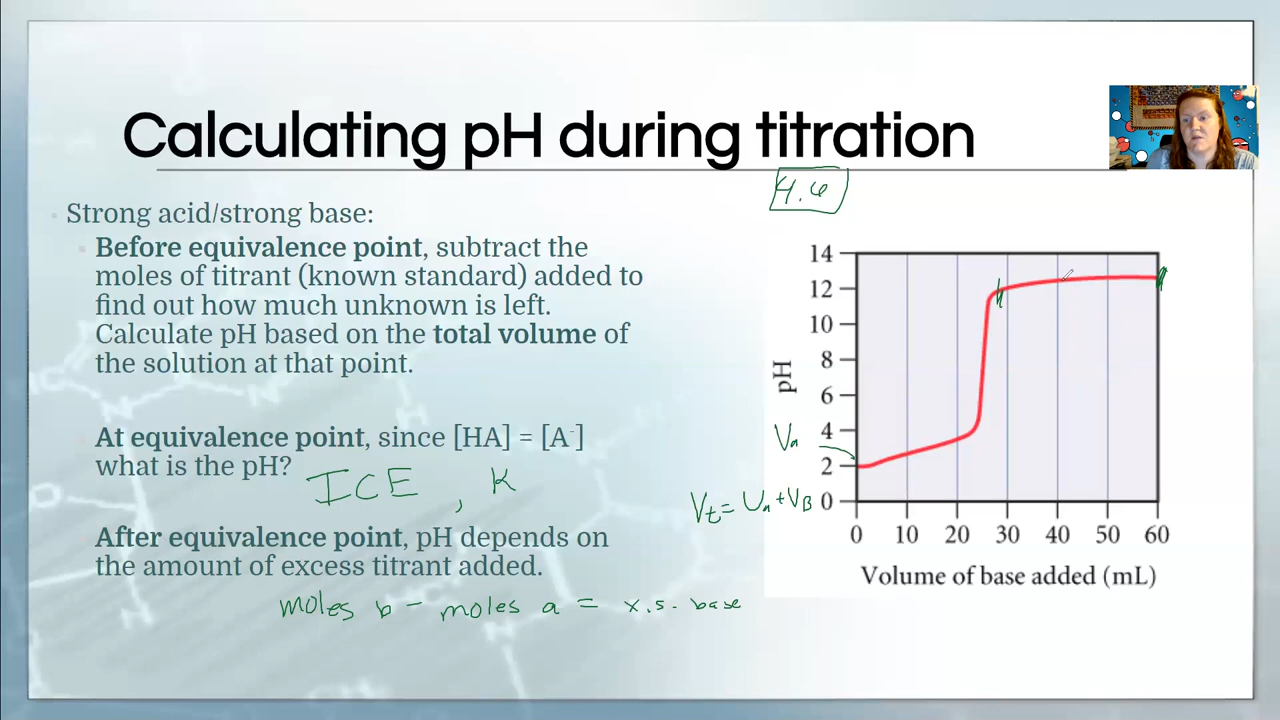 Calculating pH during titration
4.6
Strong acid/strong base:
Before equivalence point, subtract the
moles of titrant (known standard) added to
find out how much unknown is left.
Calculate pH based on the total volume of
the solution at that point.
At equivalence point, since [HA] = [A⁻]
what is the pH?
ICE, K
After equivalence point, pH depends on
the amount of excess titrant added.
moles b - moles a = x.s. base
Va
Vt = Va + VB
pH
14
12
10
8
6
4
2
0
0 10 20 30 40 50 60
Volume of base added (mL)